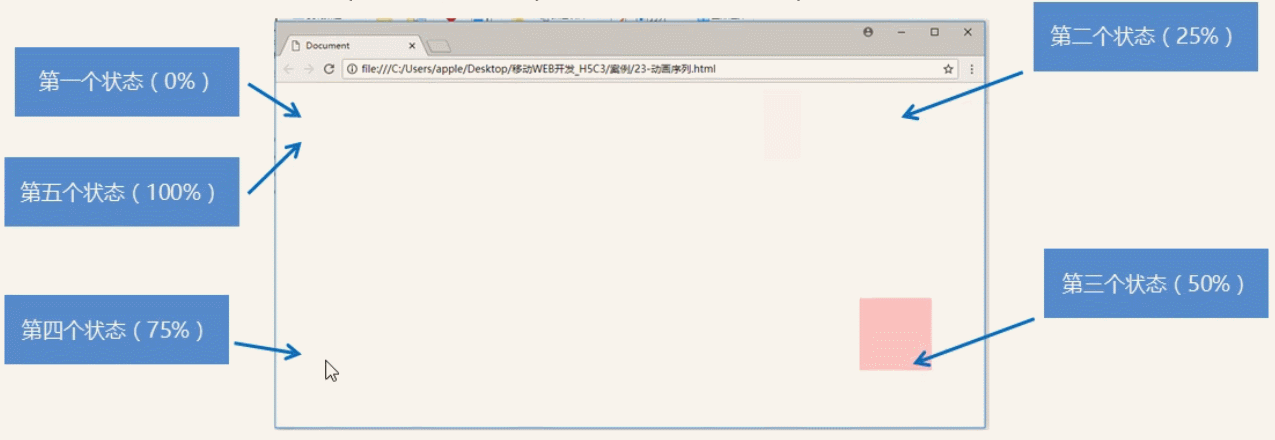 Document
第二个状态（25%）
file:///C:/Users/apple/Desktop/移动WEB开发_H5C3/案例/23-动画序列.html
第一个状态（0%）
第五个状态（100%）
第三个状态（50%）
第四个状态（75%）